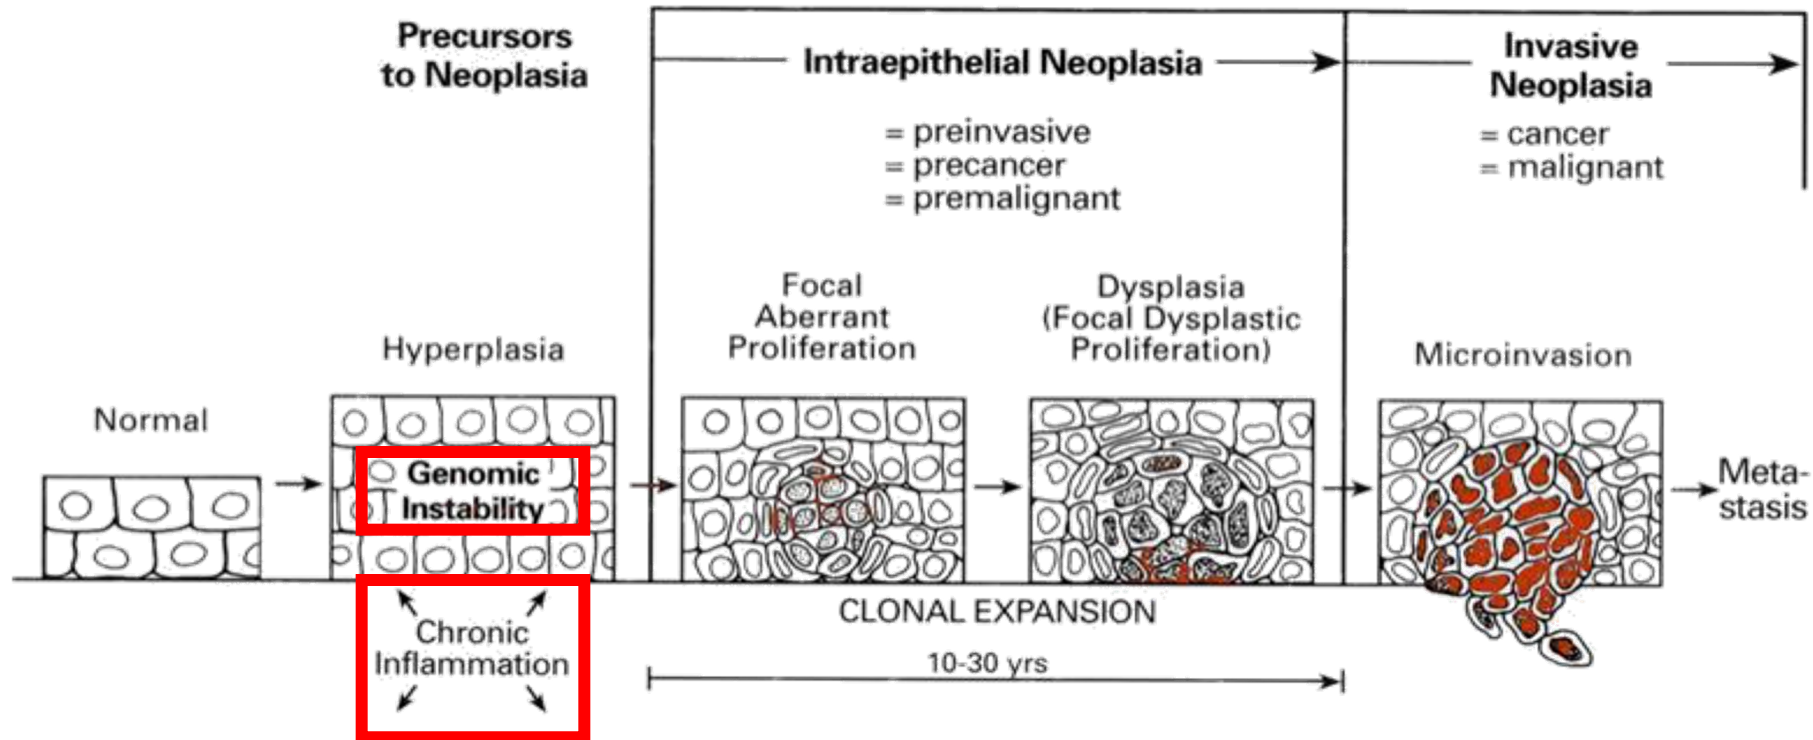 Precursors
to Neoplasia
Intraepithelial Neoplasia
= preinvasive
= precancer
= premalignant
Invasive
Neoplasia
= cancer
= malignant
Normal
Hyperplasia
Genomic
Instability
Chronic
Inflammation
Focal
Aberrant
Proliferation
Dysplasia
(Focal Dysplastic
Proliferation)
Microinvasion
Meta-
stasis
CLONAL EXPANSION
10-30 yrs